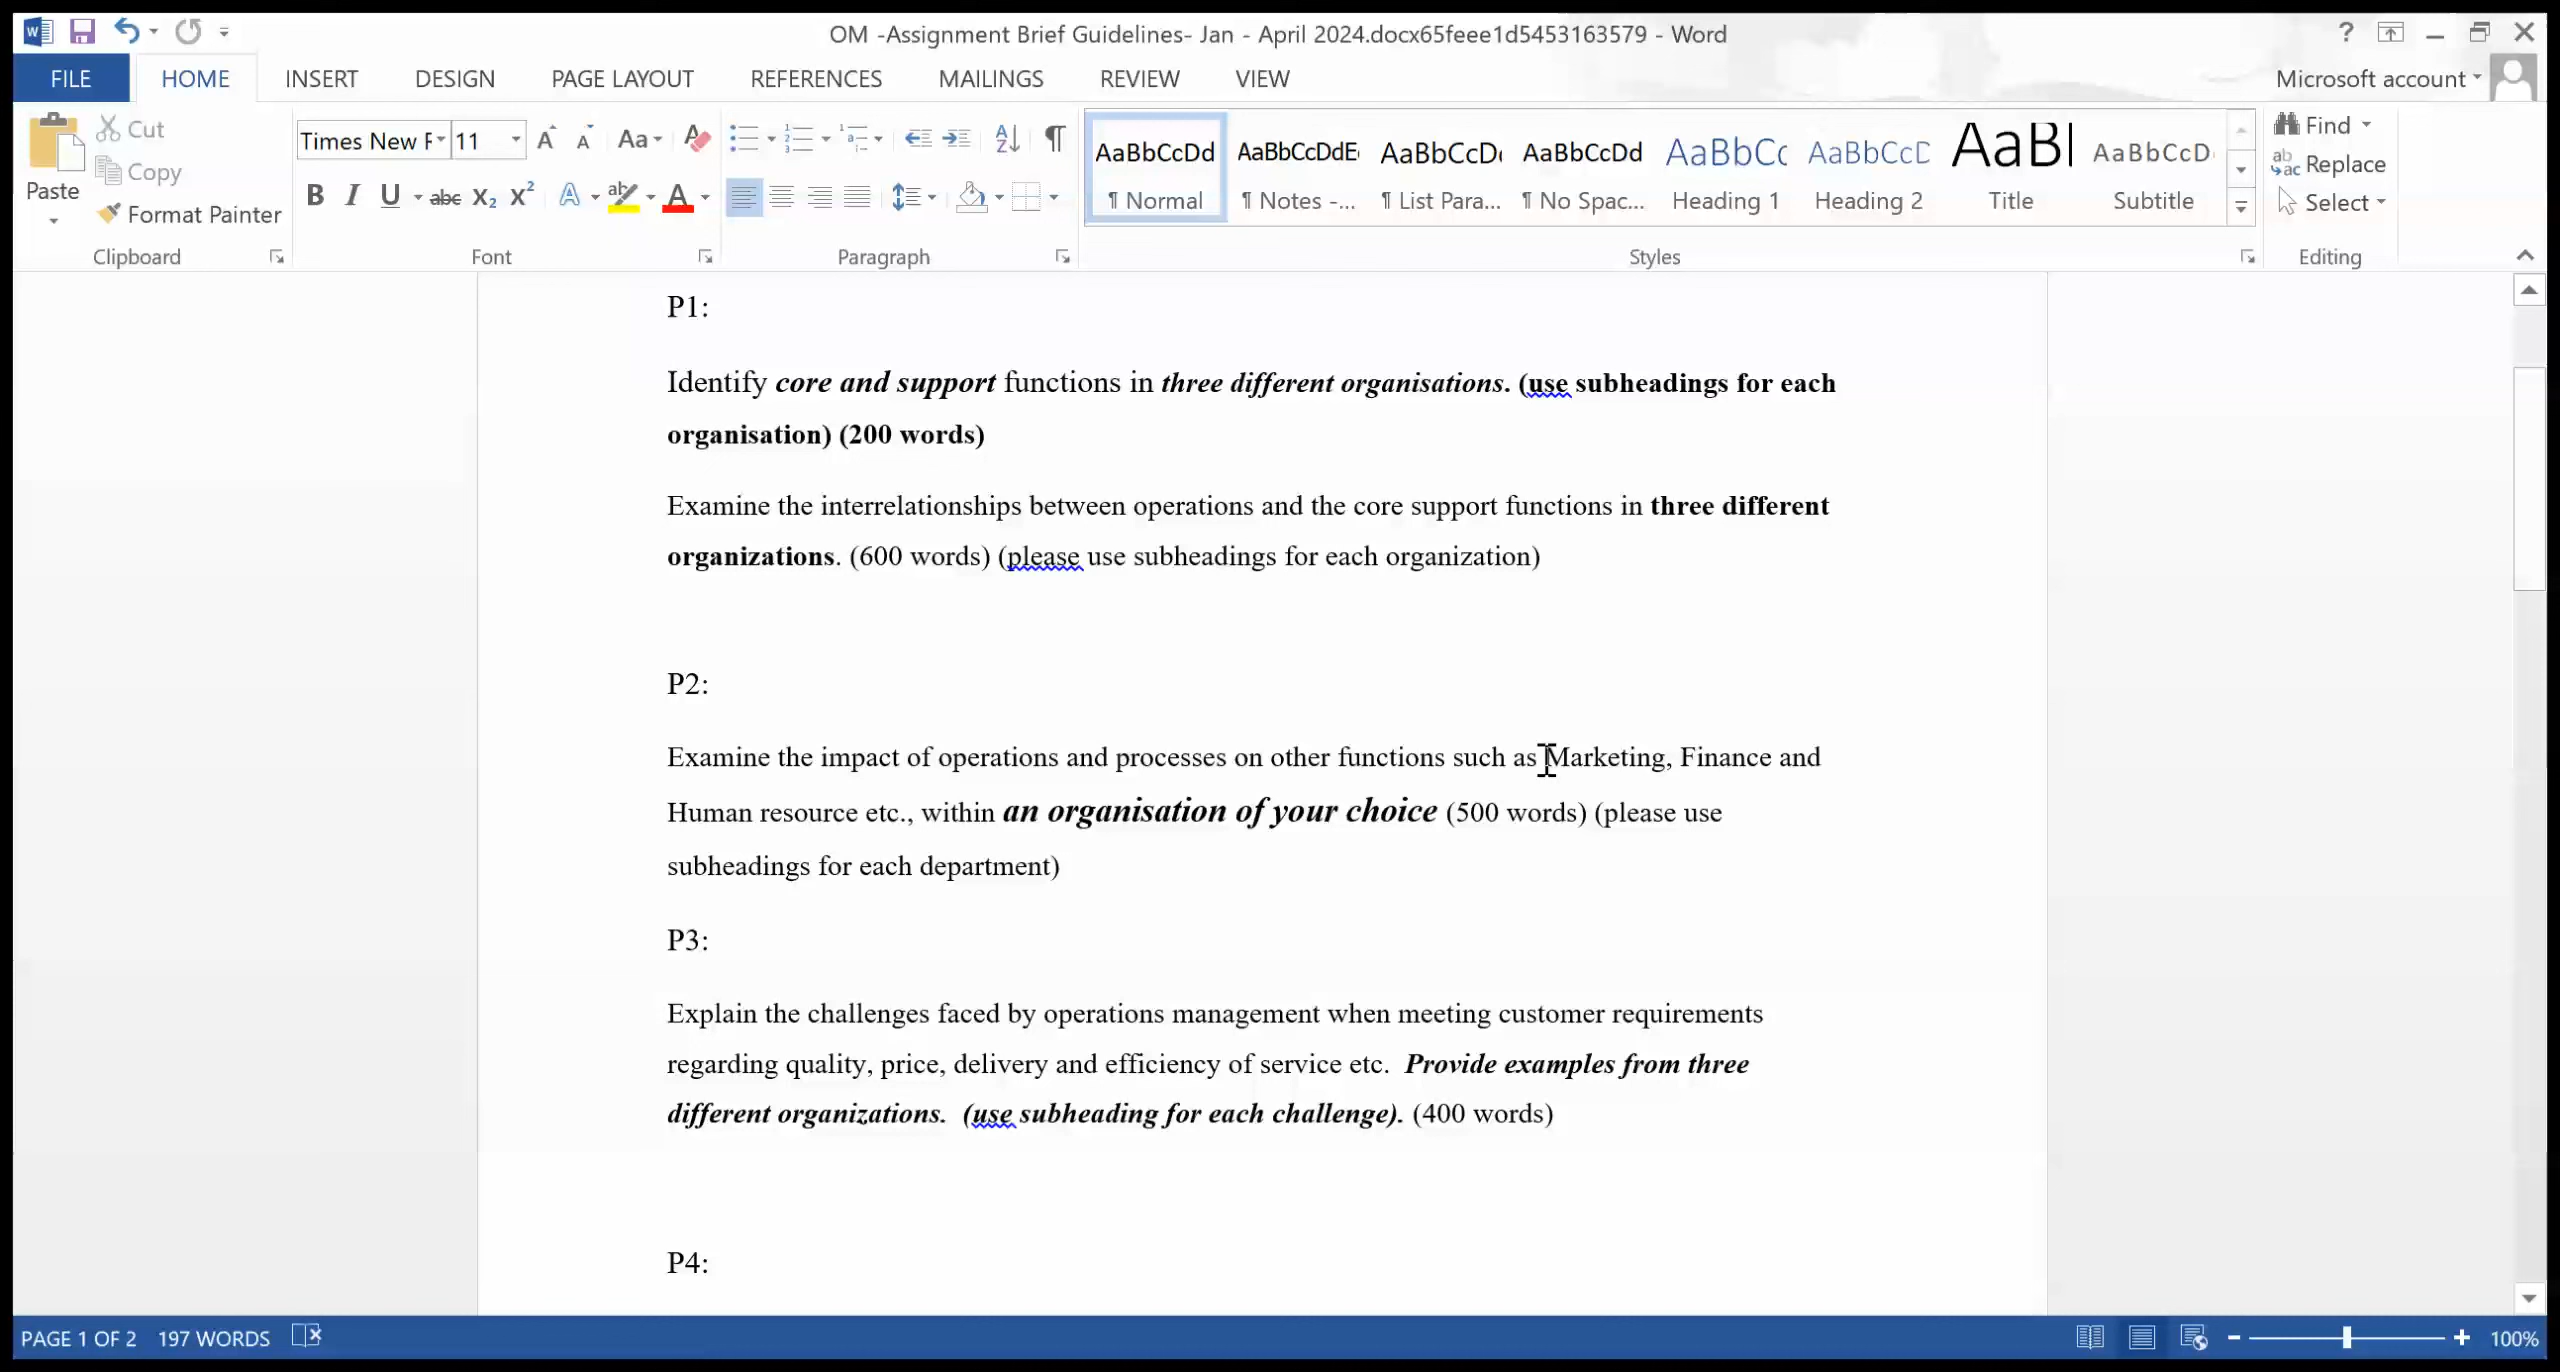 OM -Assignment Brief Guidelines- Jan - April 2024.docx65feee1d5453163579 - Word
FILE HOME INSERT DESIGN PAGE LAYOUT REFERENCES MAILINGS REVIEW VIEW Microsoft account
Cut
Copy
Paste
Format Painter
Clipboard
Times New F 11
Font
Paragraph
AaBbCcDd AaBbCcDdE AaBbCcD AaBbCcDd AaBbCc AaBbCcD AaBl AaBbCcD
¶ Normal ¶ Notes -... ¶ List Para... ¶ No Spac... Heading 1 Heading 2 Title Subtitle
Styles
Find
Replace
Select
Editing
P1:
Identify core and support functions in three different organisations. (use subheadings for each
organisation) (200 words)
Examine the interrelationships between operations and the core support functions in three different
organizations. (600 words) (please use subheadings for each organization)
P2:
Examine the impact of operations and processes on other functions such as Marketing, Finance and
Human resource etc., within an organisation of your choice (500 words) (please use
subheadings for each department)
P3:
Explain the challenges faced by operations management when meeting customer requirements
regarding quality, price, delivery and efficiency of service etc. Provide examples from three
different organizations. (use subheading for each challenge). (400 words)
P4:
PAGE 1 OF 2 197 WORDS 100%